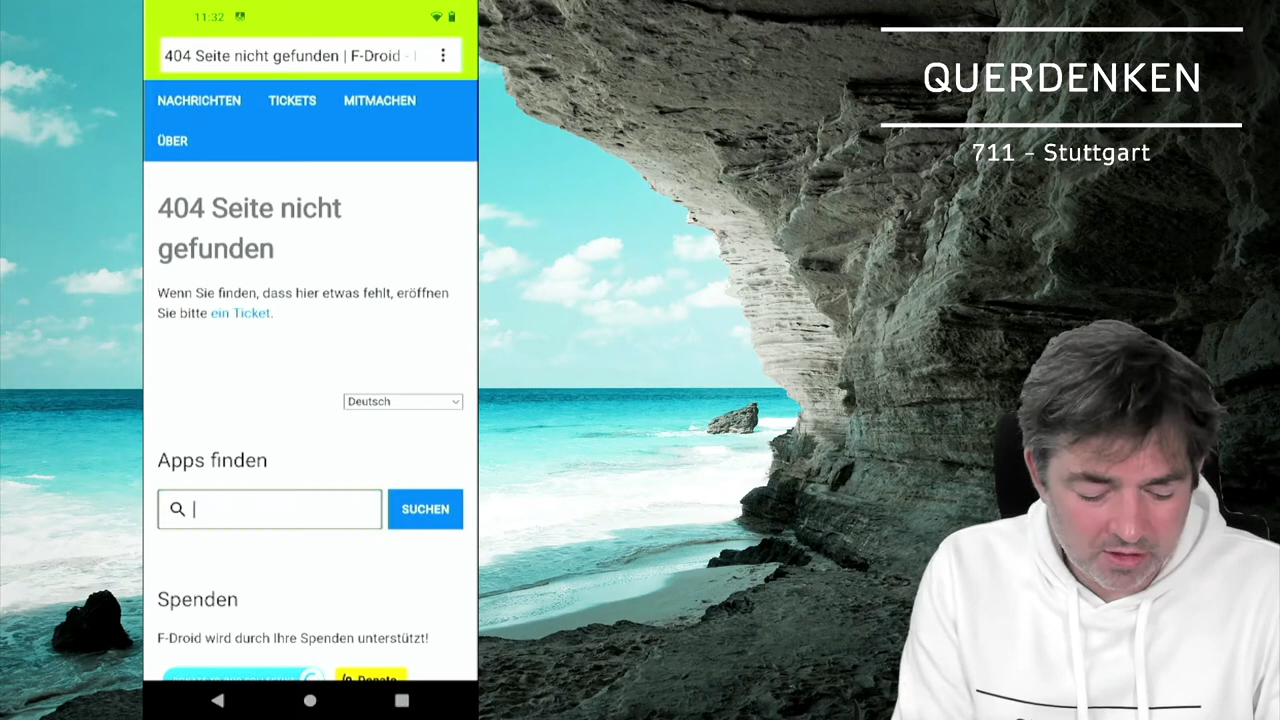 11:32
404 Seite nicht gefunden | F-Droid -
NACHRICHTEN TICKETS MITMACHEN
ÜBER
404 Seite nicht
gefunden
Wenn Sie finden, dass hier etwas fehlt, eröffnen
Sie bitte ein Ticket.
Deutsch
Apps finden
SUCHEN
Spenden
F-Droid wird durch Ihre Spenden unterstützt!
Donate
QUERDENKEN
711 – Stuttgart